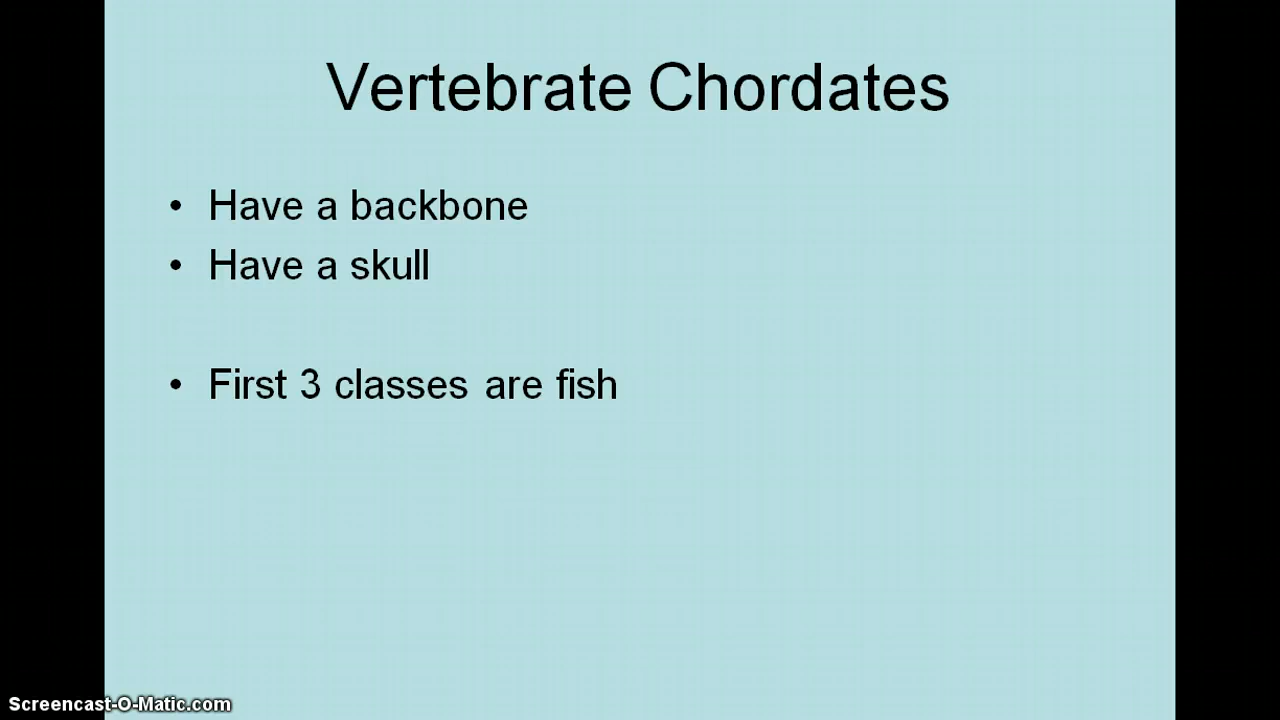 Vertebrate Chordates
• Have a backbone
• Have a skull
• First 3 classes are fish
Screencast-O-Matic.com